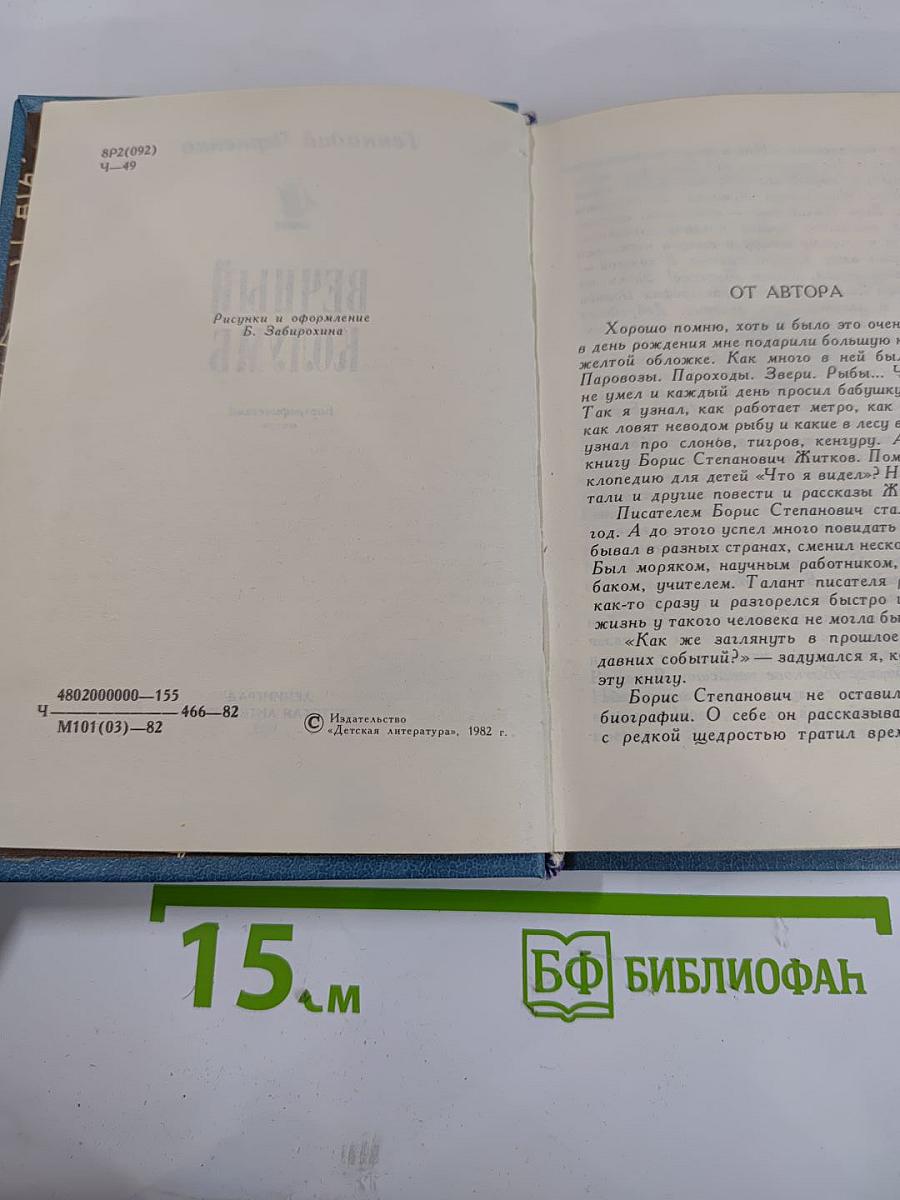 8Р2(092)
Ч—49
Рисунки и оформление
Б. Забирохина
4802000000—155
Ч 466—82
М101(03)—82
© Издательство
«Детская литература», 1982 г.
ОТ АВТОРА
Хорошо помню, хоть и было это очен
в день рождения мне подарили большую к
желтой обложке. Как много в ней был
Паровозы. Пароходы. Звери. Рыбы... Ч
не умел и каждый день просил бабушку
Так я узнал, как работает метро, как
как ловят неводом рыбу и какие в лесу в
узнал про слонов, тигров, кенгуру. А
книгу Борис Степанович Житков. Пом
клопедию для детей «Что я видел»? Н
тали и другие повести и рассказы Ж
Писателем Борис Степанович стал
год. А до этого успел много повидать
бывал в разных странах, сменил неско
Был моряком, научным работником,
баком, учителем. Талант писателя р
как-то сразу и разгорелся быстро и
жизнь у такого человека не могла бы
«Как же заглянуть в прошлое
давних событий?» — задумался я, к
эту книгу.
Борис Степанович не оставил
биографии. О себе он рассказыва
с редкой щедростью тратил врем
15 см
БФ БИБЛИОФАН